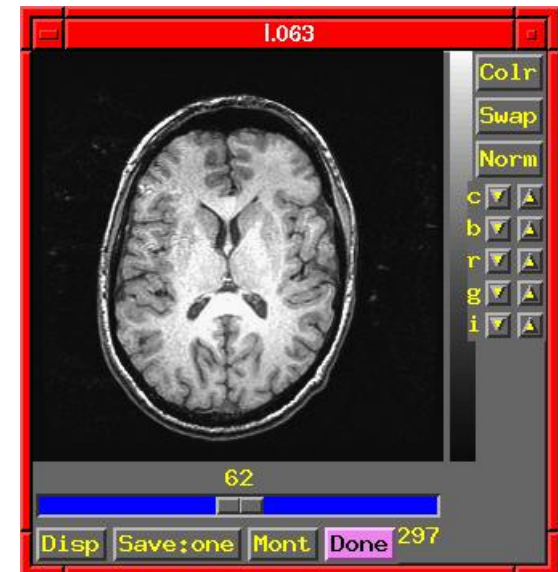 I.063
Colr
Swap
Norm
c
b
r
g
i
62
Disp Save:one Mont Done 297